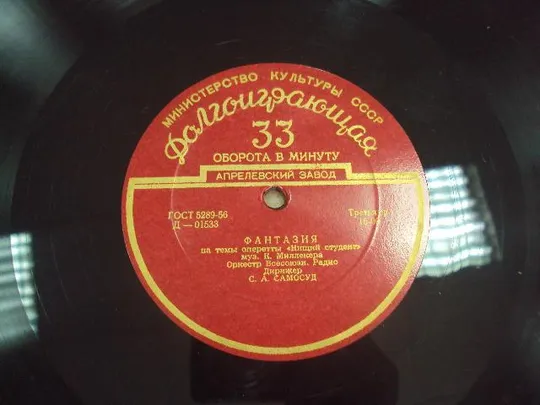 МИНИСТЕРСТВО КУЛЬТУРЫ СССР
Долгоиграющая
33
ОБОРОТА В МИНУТУ
АПРЕЛЕВСКИЙ ЗАВОД
ГОСТ 5289-56
Д — 01533
ФАНТАЗИЯ
на темы оперетты «Нищий студент»
муз. К. Миллекера
Оркестр Всесоюзн. Радио
Дирижер
С. А. САМОСУД